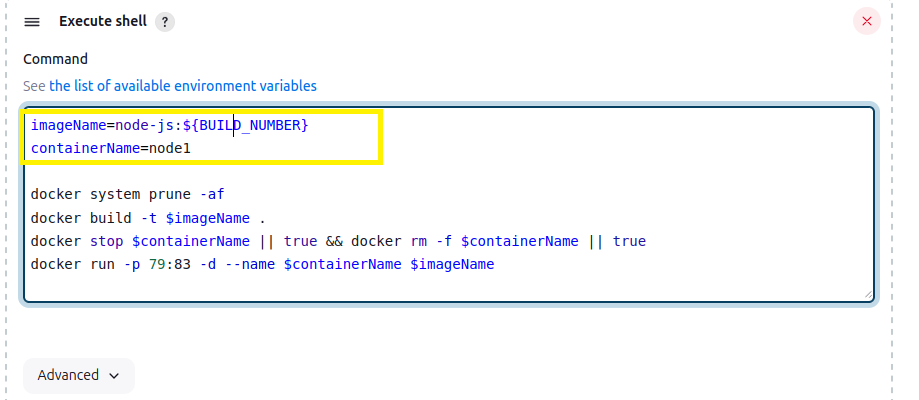 Execute shell ?
Command
See the list of available environment variables
imageName=node-js:${BUILD_NUMBER}
containerName=node1
docker system prune -af
docker build -t $imageName .
docker stop $containerName || true && docker rm -f $containerName || true
docker run -p 79:83 -d --name $containerName $imageName
Advanced